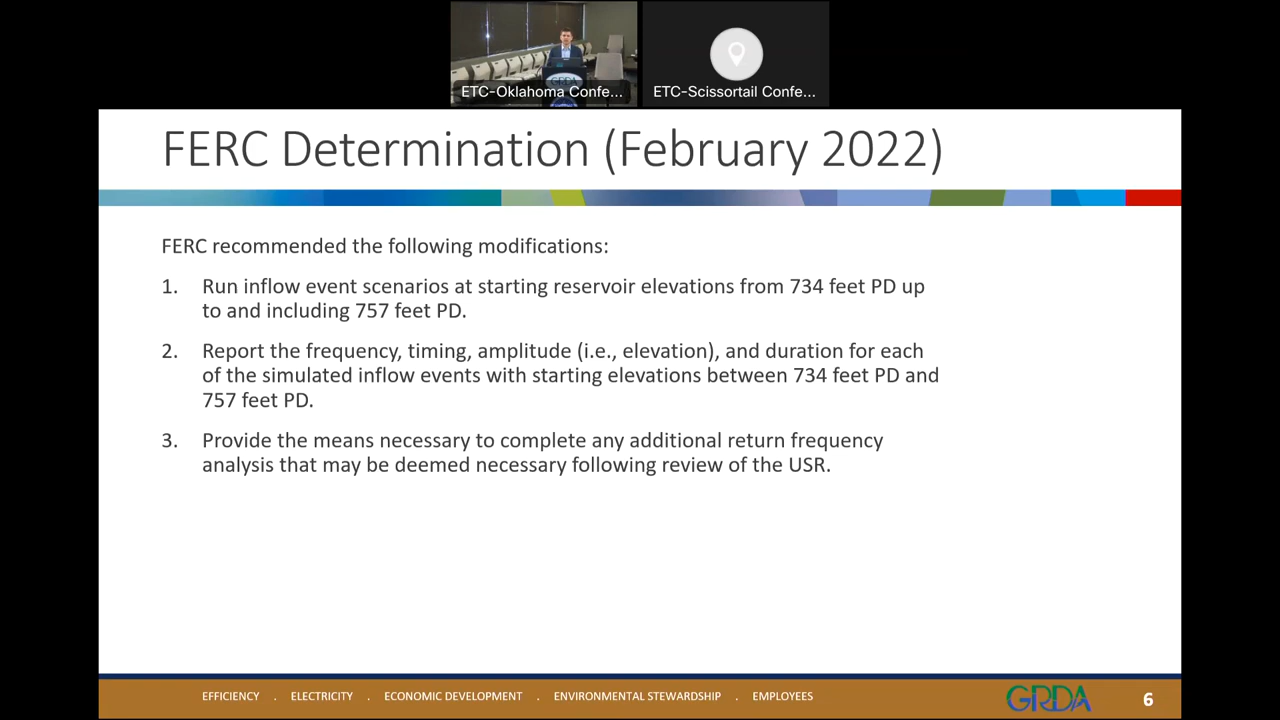 ETC-Oklahoma Confe...
ETC-Scissortail Confe...
GRDA
FERC Determination (February 2022)
FERC recommended the following modifications:
1. Run inflow event scenarios at starting reservoir elevations from 734 feet PD up
to and including 757 feet PD.
2. Report the frequency, timing, amplitude (i.e., elevation), and duration for each
of the simulated inflow events with starting elevations between 734 feet PD and
757 feet PD.
3. Provide the means necessary to complete any additional return frequency
analysis that may be deemed necessary following review of the USR.
EFFICIENCY . ELECTRICITY . ECONOMIC DEVELOPMENT . ENVIRONMENTAL STEWARDSHIP . EMPLOYEES
GRDA
6